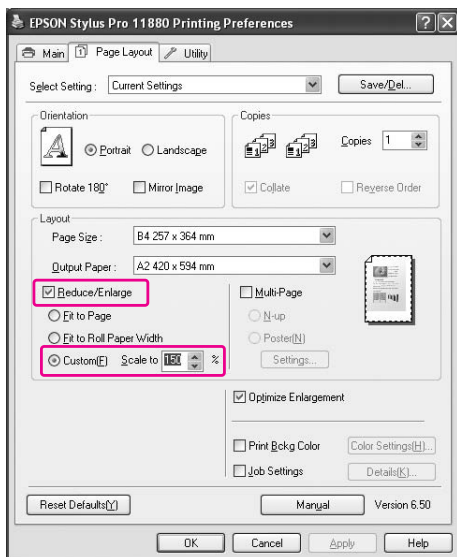 EPSON Stylus Pro 11880 Printing Preferences
Main Page Layout Utility
Select Setting : Current Settings Save/Del...
Orientation
Portrait Landscape
Rotate 180° Mirror Image
Copies
Copies 1
Collate Reverse Order
Layout
Page Size : B4 257 x 364 mm
Output Paper : A2 420 x 594 mm
Reduce/Enlarge
Fit to Page
Fit to Roll Paper Width
Custom(F) Scale to 150 %
Multi-Page
N-up
Poster(N)
Settings...
Optimize Enlargement
Print Bckg Color Color Settings(H)...
Job Settings Details(K)...
Reset Defaults(Y) Manual Version 6.50
OK Cancel Apply Help